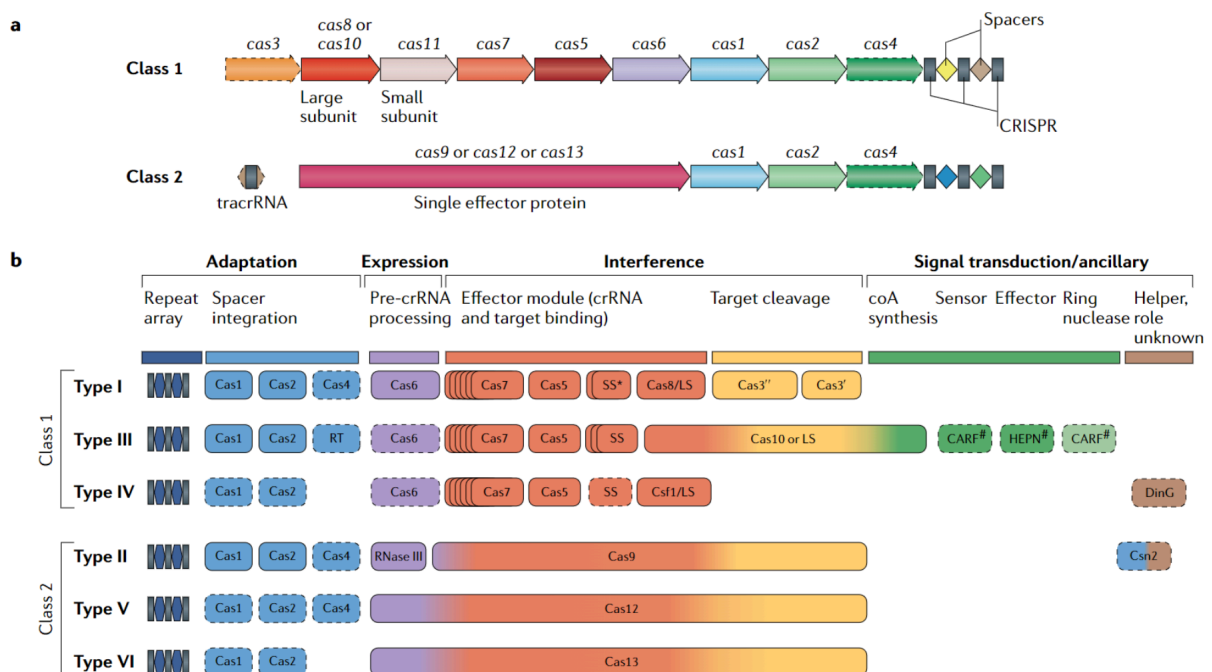 a
Spacers
cas8 or
cas3 cas10 cas11 cas7 cas5 cas6 cas1 cas2 cas4
Class 1
Large Small
subunit subunit
CRISPR
cas9 or cas12 or cas13 cas1 cas2 cas4
Class 2
tracrRNA Single effector protein
b
Adaptation Expression Interference Signal transduction/ancillary
Repeat Spacer Pre-crRNA Effector module (crRNA Target cleavage coA Sensor Effector Ring Helper,
array integration processing and target binding) synthesis nuclease role
unknown
Class 1
Type I Cas1 Cas2 Cas4 Cas6 Cas7 Cas5 SS* Cas8/LS Cas3′′ Cas3′
Type III Cas1 Cas2 RT Cas6 Cas7 Cas5 SS Cas10 or LS CARF# HEPN# CARF#
Type IV Cas1 Cas2 Cas6 Cas7 Cas5 SS Csf1/LS DinG
Class 2
Type II Cas1 Cas2 Cas4 RNase III Cas9 Csn2
Type V Cas1 Cas2 Cas4 Cas12
Type VI Cas1 Cas2 Cas13